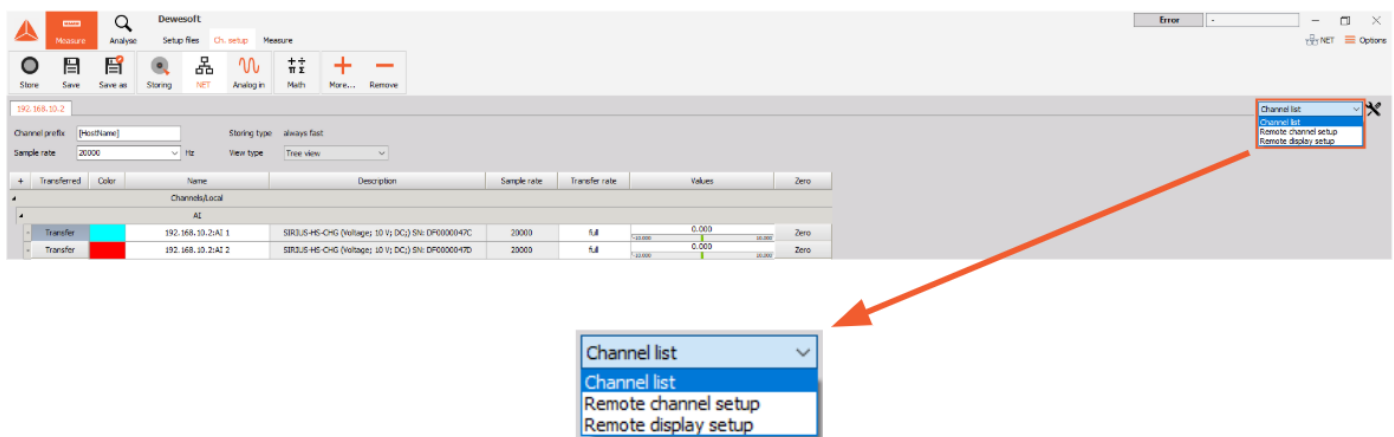 Dewesoft
Error -
Measure Analyse Setup files Ch. setup Measure
NET Options
Store Save Save as Storing NET Analog in Math More... Remove
192.168.10.2
Channel list
Channel list
Remote channel setup
Remote display setup
Channel prefix [HostName] Storing type always fast
Sample rate 20000 Hz View type Tree view
+ Transferred Color Name Description Sample rate Transfer rate Values Zero
Channels/Local
AI
- Transfer 192.168.10.2:AI 1 SIRIUS-HS-CHG (Voltage; 10 V; DC;) SN: DF0000047C 20000 full 0.000 -10.000 10.000 Zero
- Transfer 192.168.10.2:AI 2 SIRIUS-HS-CHG (Voltage; 10 V; DC;) SN: DF0000047D 20000 full 0.000 -10.000 10.000 Zero
Channel list
Channel list
Remote channel setup
Remote display setup